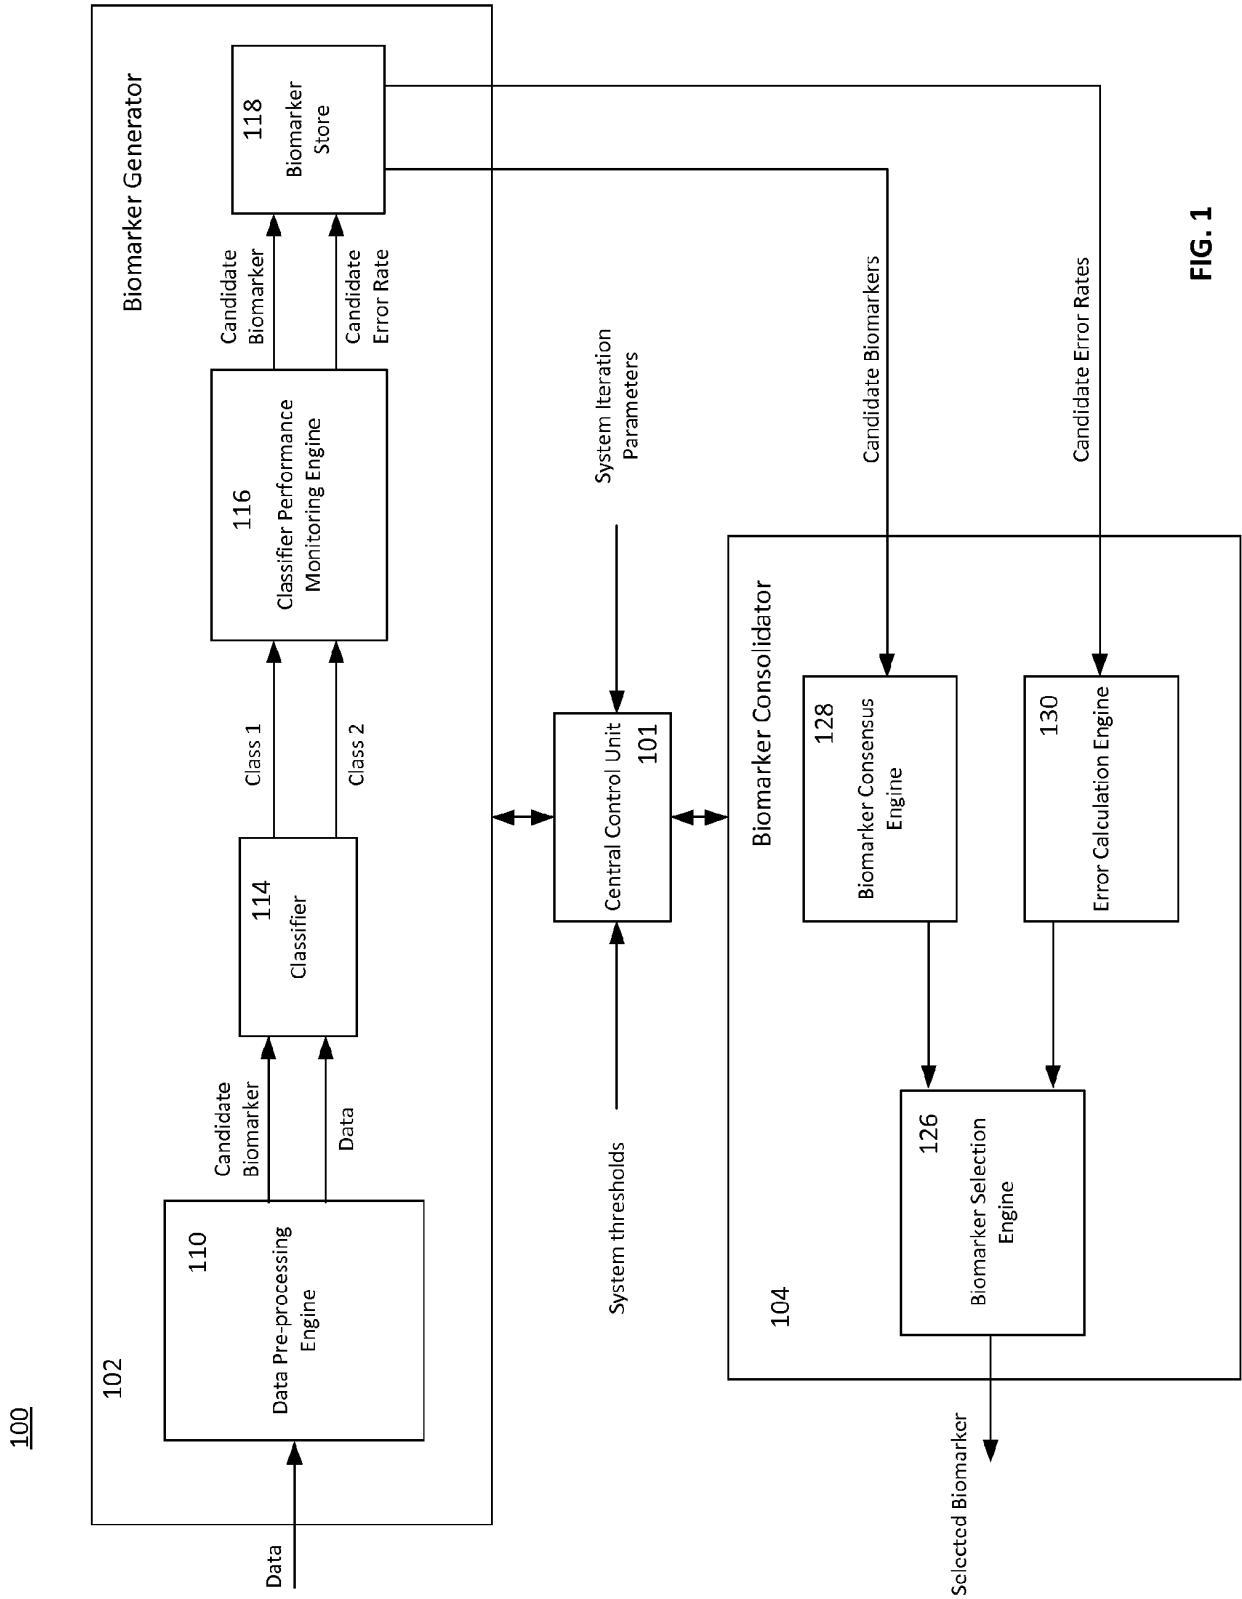 100
102
Biomarker Generator
Data
110
Data Pre-processing
Engine
Candidate
Biomarker
Data
114
Classifier
Class 1
Class 2
116
Classifier Performance
Monitoring Engine
Candidate
Biomarker
Candidate
Error Rate
118
Biomarker
Store
System thresholds
Central Control Unit
101
System Iteration
Parameters
104
Biomarker Consolidator
Candidate Biomarkers
128
Biomarker Consensus
Engine
126
Biomarker Selection
Engine
Selected Biomarker
130
Error Calculation Engine
Candidate Error Rates
FIG. 1